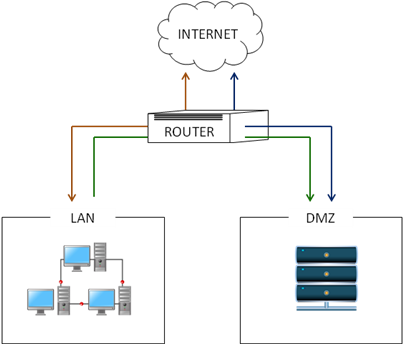 INTERNET
ROUTER
LAN
DMZ